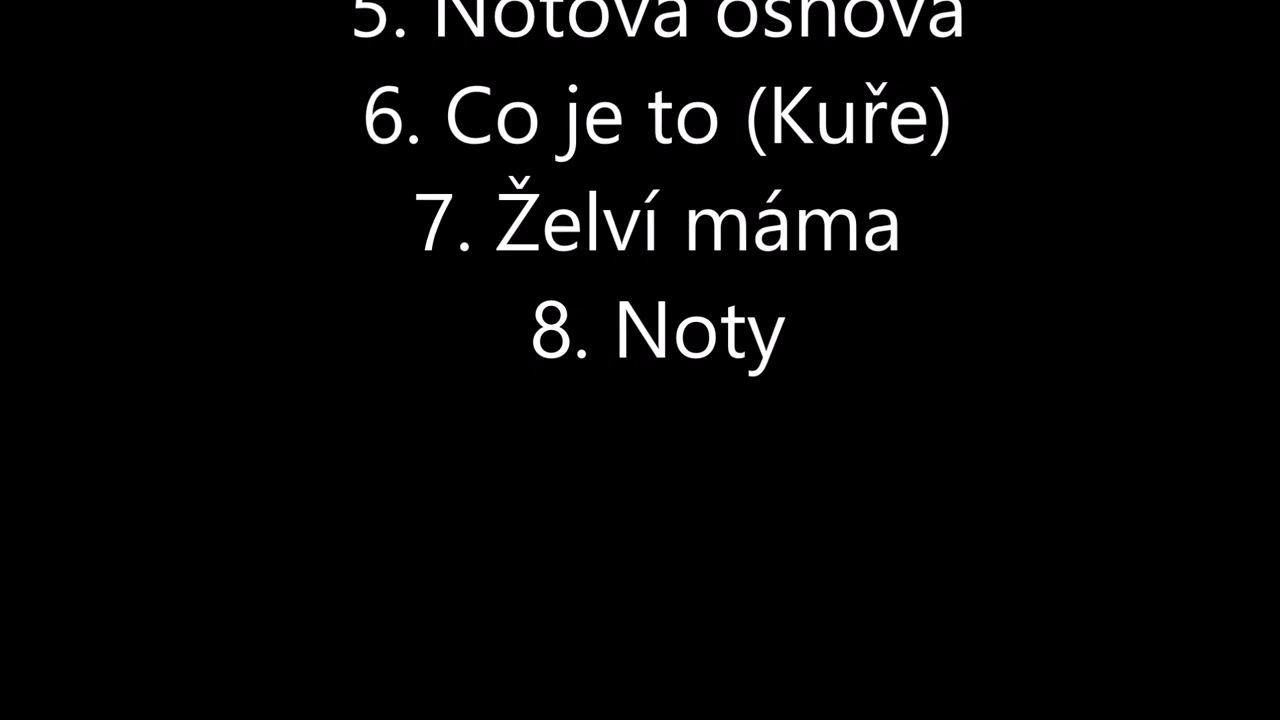 5. Notová osnova
6. Co je to (Kuře)
7. Želví máma
8. Noty